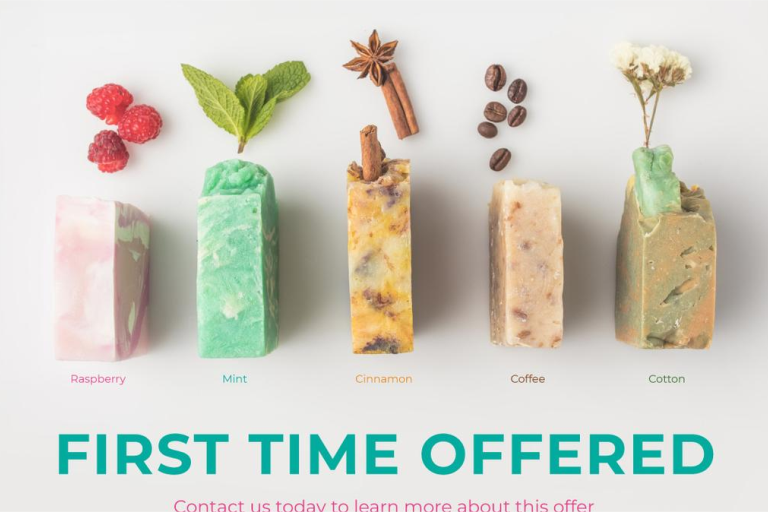 Raspberry Mint Cinnamon Coffee Cotton
FIRST TIME OFFERED
Contact us today to learn more about this offer